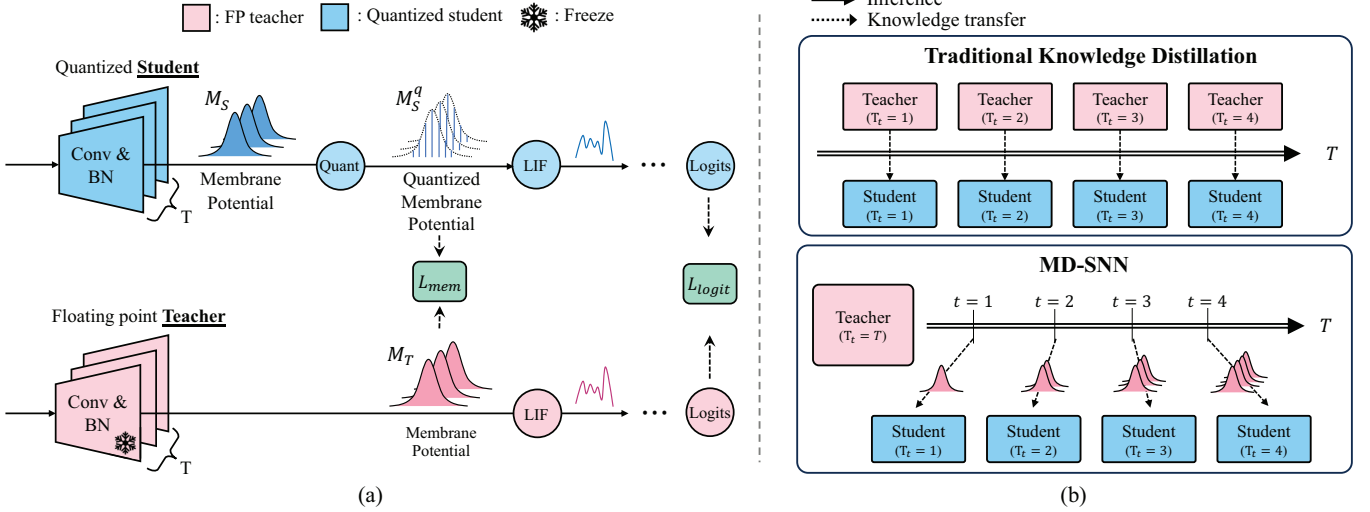 : FP teacher
: Quantized student
: Freeze
Quantized Student
Conv &
BN
T
M_S
Membrane
Potential
Quant
M_S^q
Quantized
Membrane
Potential
LIF
...
Logits
L_mem
L_logit
Floating point Teacher
Conv &
BN
T
M_T
Membrane
Potential
LIF
...
Logits
(a)
Inference
Knowledge transfer
Traditional Knowledge Distillation
Teacher
(T_t = 1)
Teacher
(T_t = 2)
Teacher
(T_t = 3)
Teacher
(T_t = 4)
T
Student
(T_t = 1)
Student
(T_t = 2)
Student
(T_t = 3)
Student
(T_t = 4)
MD-SNN
Teacher
(T_t = T)
t = 1
t = 2
t = 3
t = 4
T
Student
(T_t = 1)
Student
(T_t = 2)
Student
(T_t = 3)
Student
(T_t = 4)
(b)